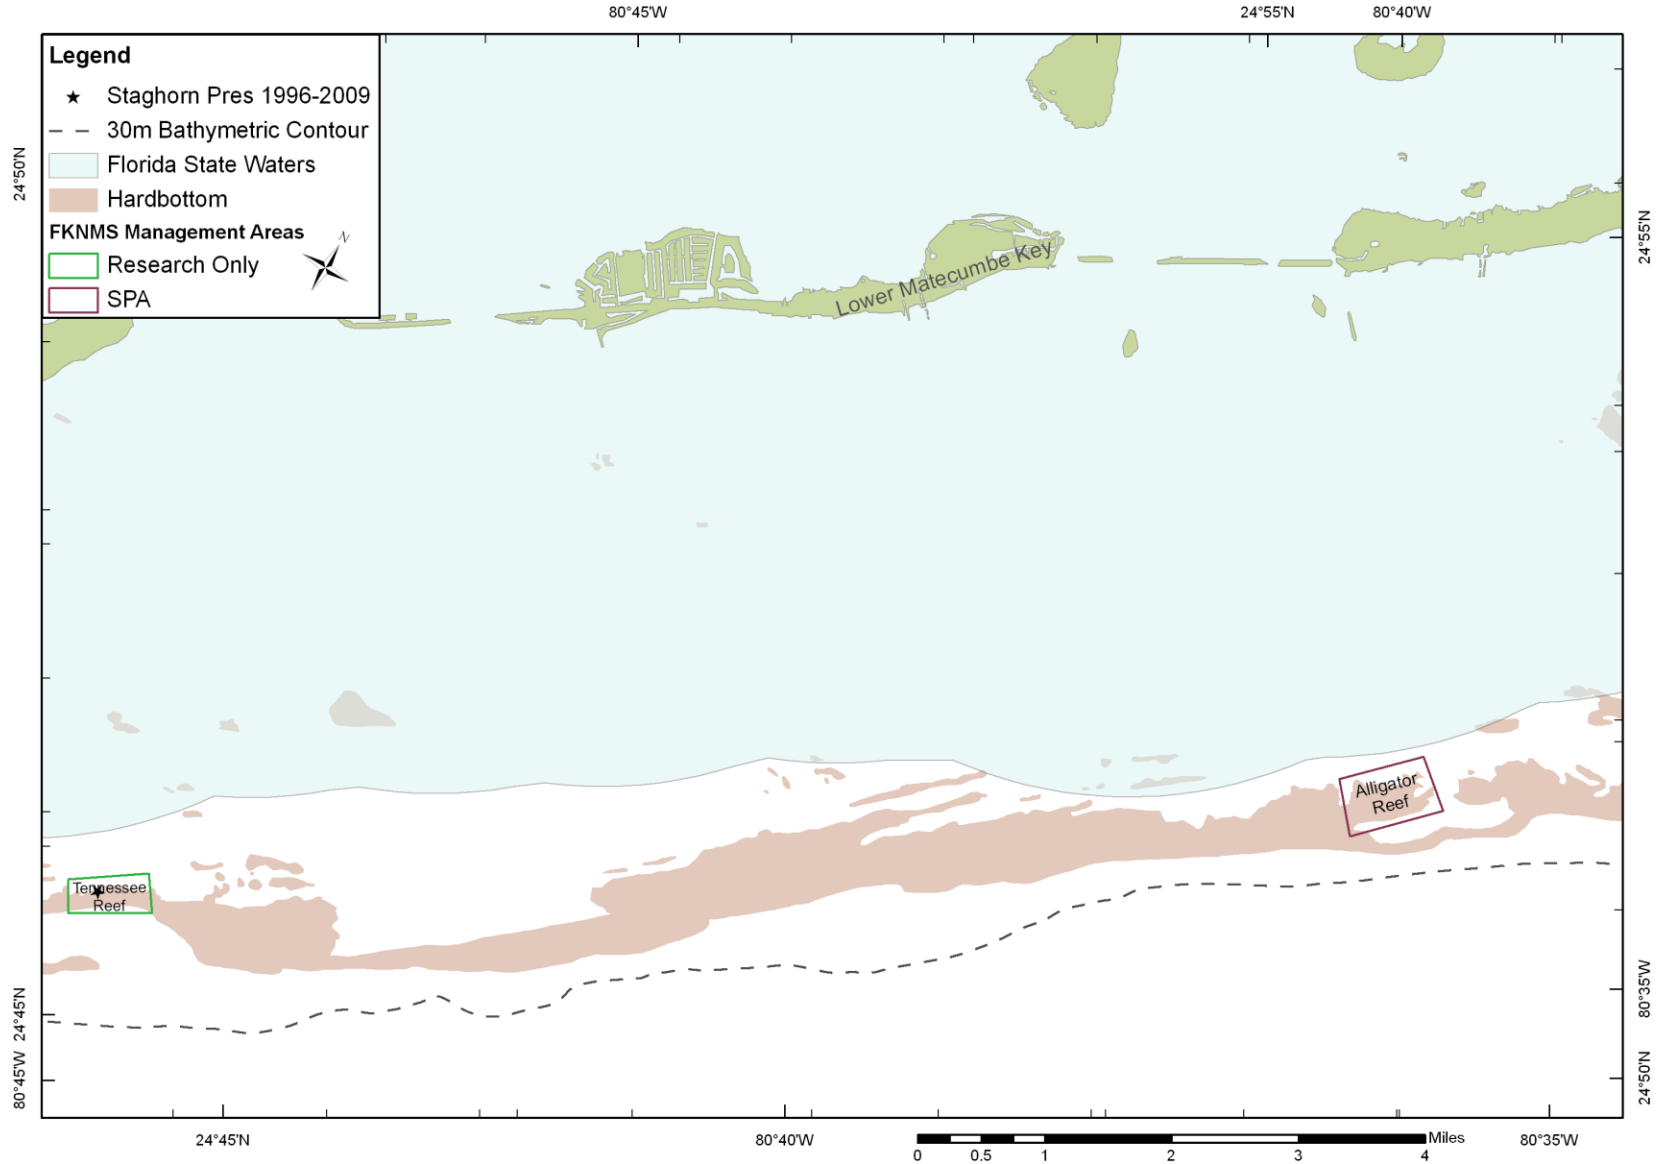 80°45'W
24°55'N
80°40'W
Legend
Staghorn Pres 1996-2009
30m Bathymetric Contour
Florida State Waters
Hardbottom
FKNMS Management Areas
Research Only
SPA
N
24°50'N
24°55'N
Lower Matecumbe Key
Alligator
Reef
Tennessee
Reef
24°45'N
80°45'W
80°35'W
24°50'N
24°45'N
80°40'W
80°35'W
Miles
0 0.5 1 2 3 4